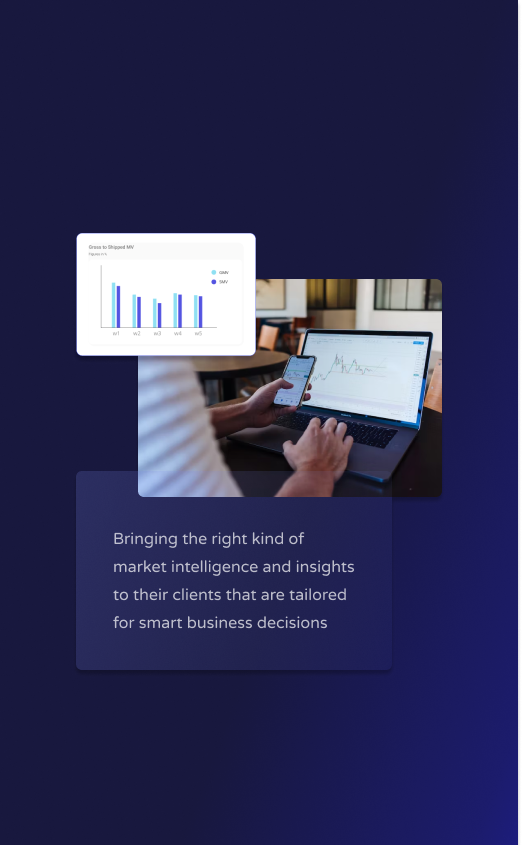 Gross to Shipped MV
GMV
SMV
w1 w2 w3 w4 w5
Bringing the right kind of
market intelligence and insights
to their clients that are tailored
for smart business decisions